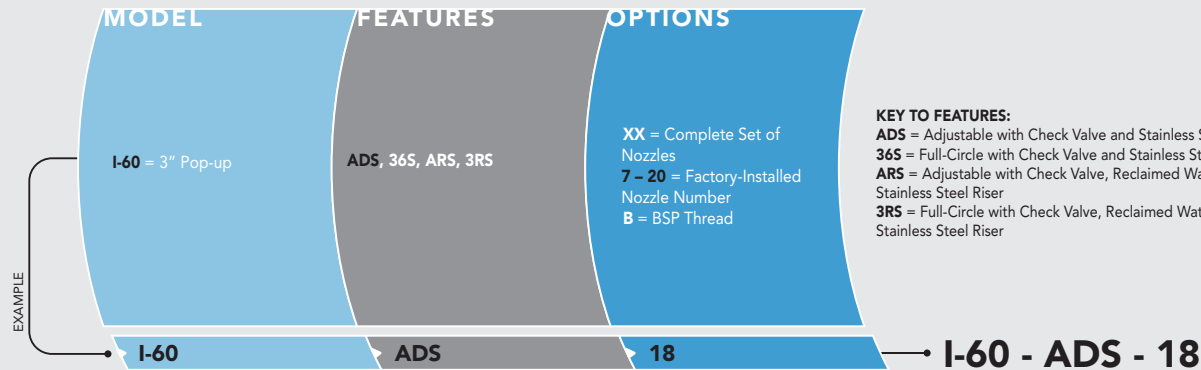 MODEL
FEATURES
OPTIONS
I-60 = 3” Pop-up
ADS, 36S, ARS, 3RS
XX = Complete Set of
Nozzles
7 – 20 = Factory-Installed
Nozzle Number
B = BSP Thread
KEY TO FEATURES:
ADS = Adjustable with Check Valve and Stainless
36S = Full-Circle with Check Valve and Stainless
ARS = Adjustable with Check Valve, Reclaimed
Stainless Steel Riser
3RS = Full-Circle with Check Valve, Reclaimed
Stainless Steel Riser
EXAMPLE
I-60
ADS
18
I-60 - ADS - 18